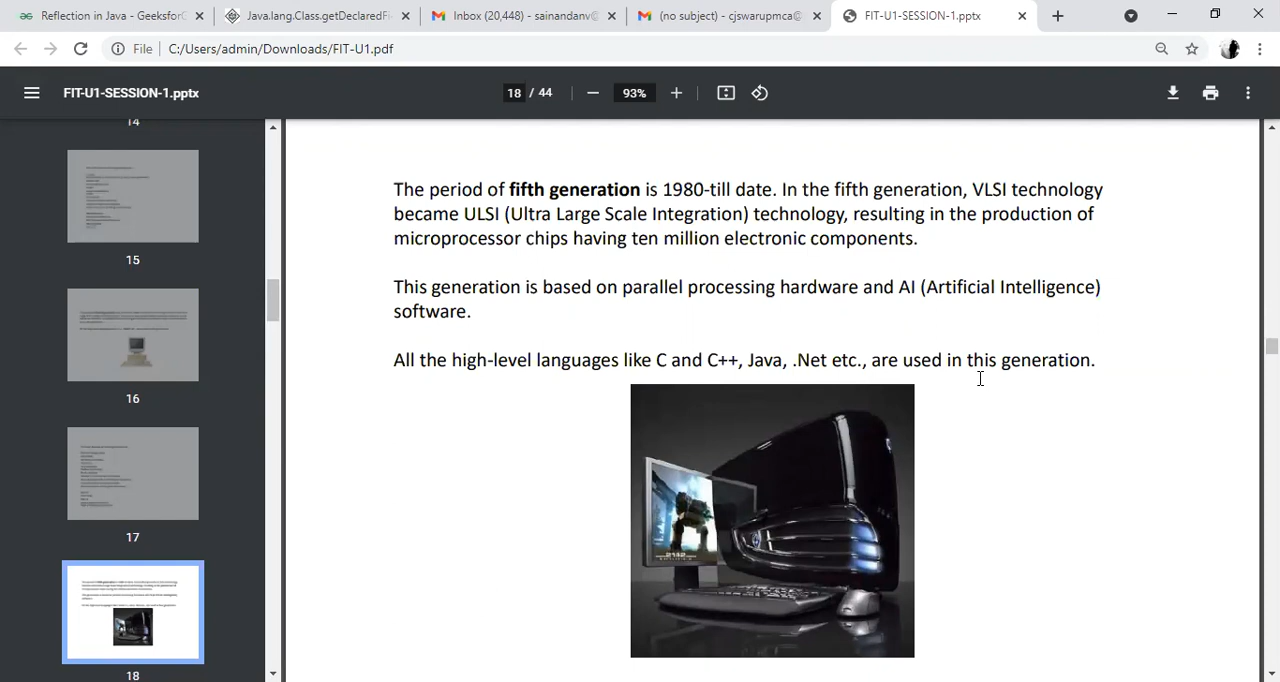 Reflection in Java - GeeksforG
Java.lang.Class.getDeclaredFi
Inbox (20,448) - sainandanv@
(no subject) - cjswarupmca@
FIT-U1-SESSION-1.pptx
File
C:/Users/admin/Downloads/FIT-U1.pdf
FIT-U1-SESSION-1.pptx
18 / 44
93%
14
15
16
17
18
The period of fifth generation is 1980-till date. In the fifth generation, VLSI technology
became ULSI (Ultra Large Scale Integration) technology, resulting in the production of
microprocessor chips having ten million electronic components.
This generation is based on parallel processing hardware and AI (Artificial Intelligence)
software.
All the high-level languages like C and C++, Java, .Net etc., are used in this generation.
2142